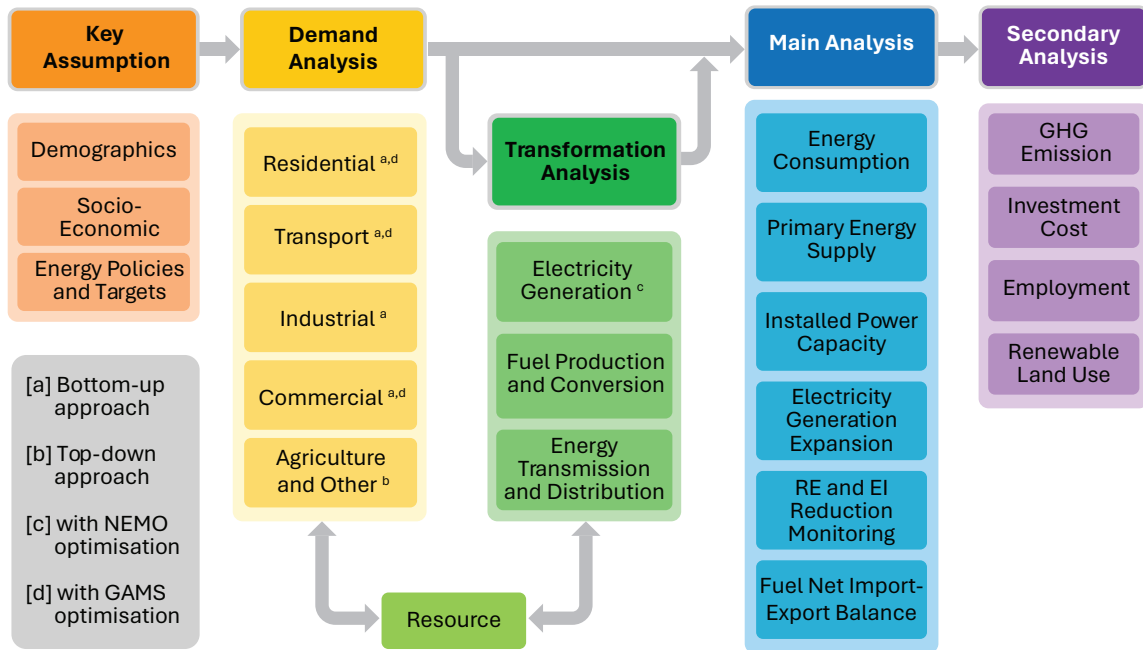 Key
Assumption
Demand
Analysis
Main Analysis
Secondary
Analysis
Transformation
Analysis
Demographics
Socio-
Economic
Energy Policies
and Targets
[a] Bottom-up
approach
[b] Top-down
approach
[c] with NEMO
optimisation
[d] with GAMS
optimisation
Residential a,d
Transport a,d
Industrial a
Commercial a,d
Agriculture
and Other b
Electricity
Generation c
Fuel Production
and Conversion
Energy
Transmission
and Distribution
Resource
Energy
Consumption
Primary Energy
Supply
Installed Power
Capacity
Electricity
Generation
Expansion
RE and EI
Reduction
Monitoring
Fuel Net Import-
Export Balance
GHG
Emission
Investment
Cost
Employment
Renewable
Land Use